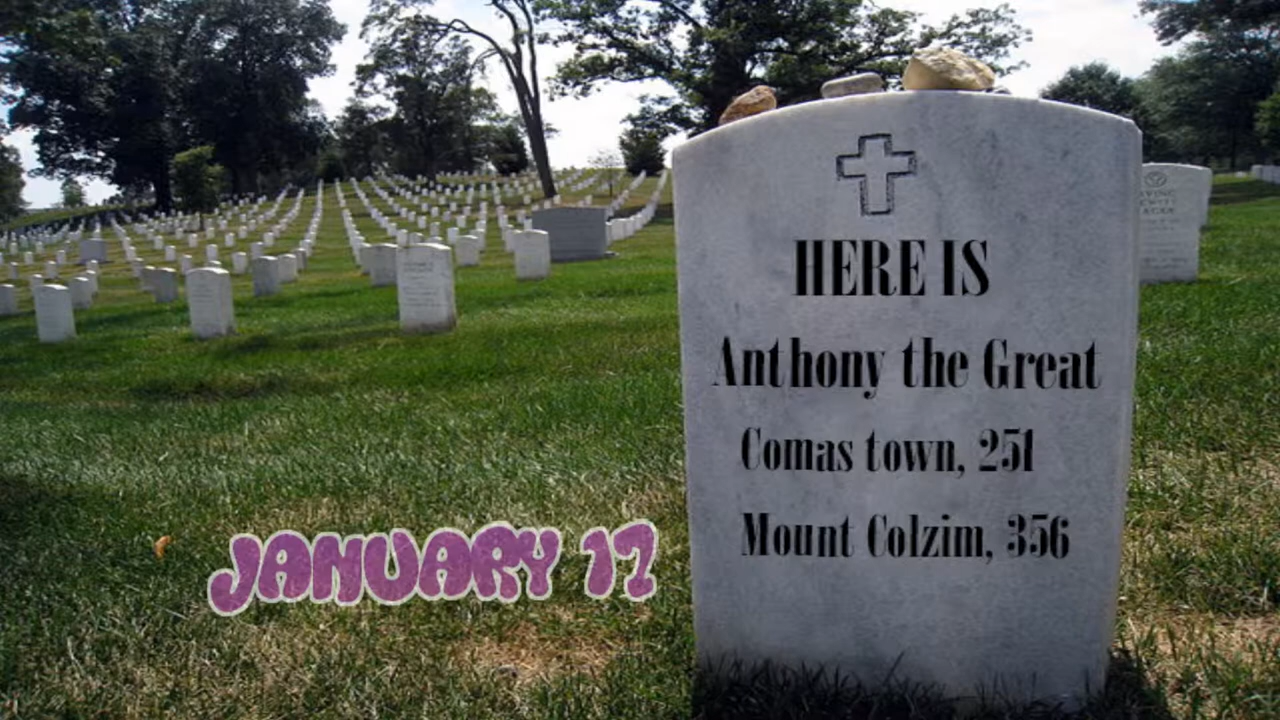 HERE IS
Anthony the Great
Comas town, 251
Mount Colzim, 356
JANUARY 17